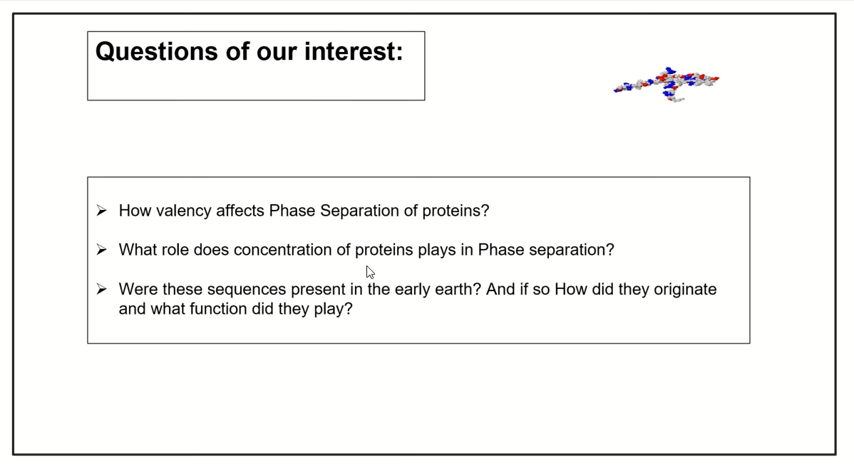 Questions of our interest:
How valency affects Phase Separation of proteins?
What role does concentration of proteins plays in Phase separation?
Were these sequences present in the early earth? And if so How did they originate
and what function did they play?